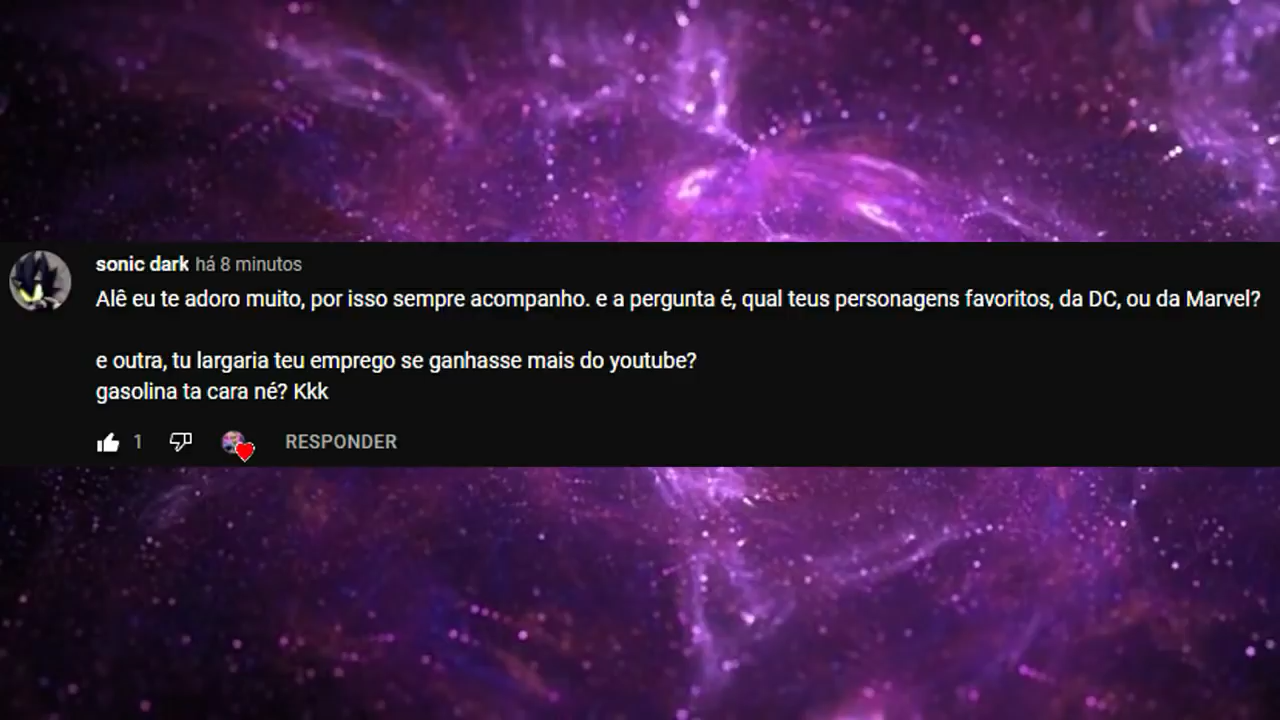 sonic dark há 8 minutos
Alê eu te adoro muito, por isso sempre acompanho. e a pergunta é, qual teus personagens favoritos, da DC, ou da Marvel?
e outra, tu largaria teu emprego se ganhasse mais do youtube?
gasolina ta cara né? Kkk
1 RESPONDER